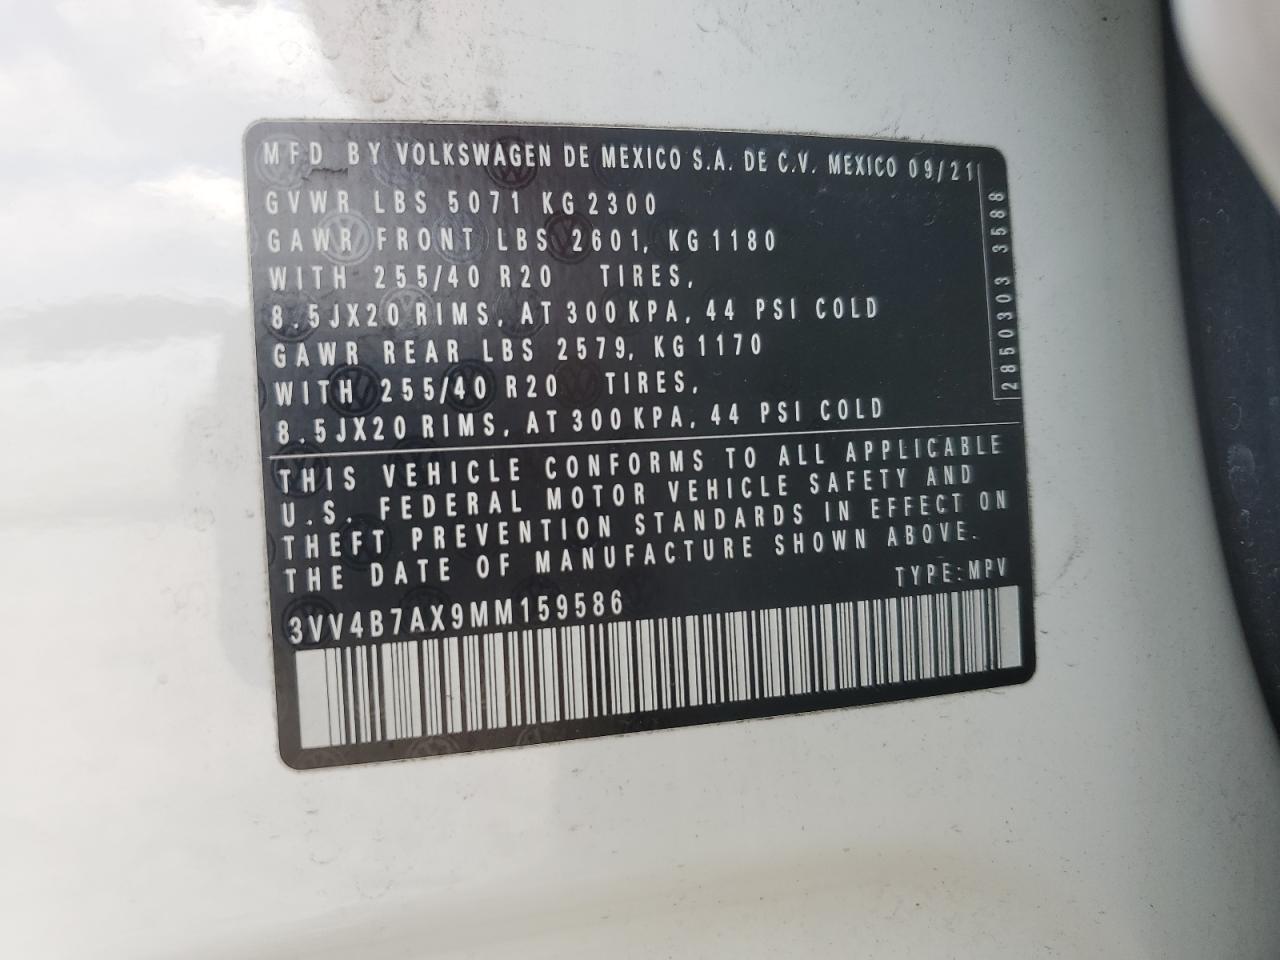 MFD BY VOLKSWAGEN DE MEXICO S.A. DE C.V. MEXICO 09/21
GVWR LBS 5071 KG 2300
GAWR FRONT LBS 2601, KG 1180
WITH 255/40 R20 TIRES,
8.5JX20 RIMS, AT 300 KPA, 44 PSI COLD
GAWR REAR LBS 2579, KG 1170
WITH 255/40 R20 TIRES,
8.5JX20 RIMS, AT 300 KPA, 44 PSI COLD
2850303 3588
THIS VEHICLE CONFORMS TO ALL APPLICABLE
U.S. FEDERAL MOTOR VEHICLE SAFETY AND
THEFT PREVENTION STANDARDS IN EFFECT ON
THE DATE OF MANUFACTURE SHOWN ABOVE.
TYPE: MPV
3VV4B7AX9MM159586